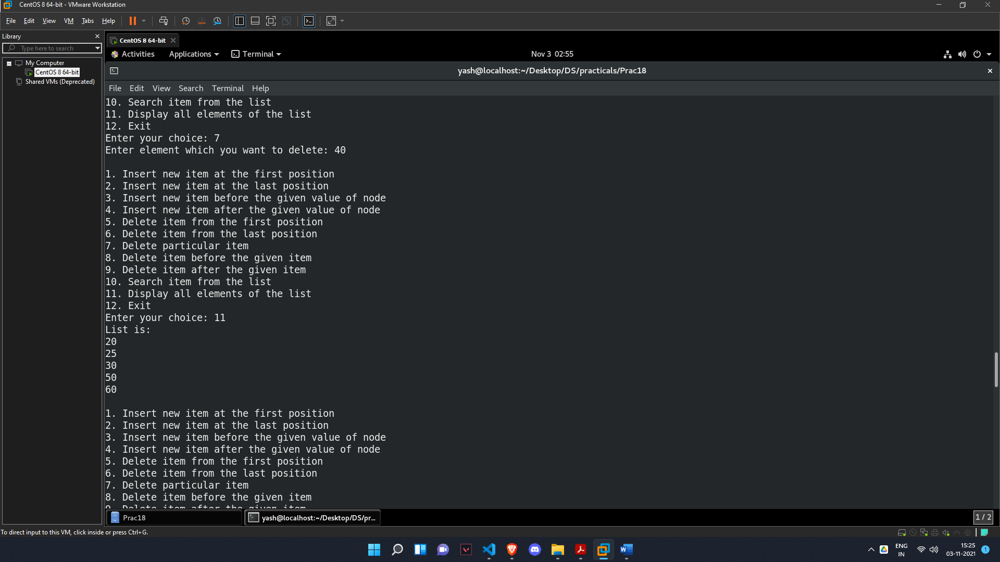 CentOS 8 64-bit - VMware Workstation
File Edit View VM Tabs Help
Library
Type here to search
My Computer
CentOS 8 64-bit
Shared VMs (Deprecated)
CentOS 8 64-bit
Activities Applications Terminal Nov 3 02:55
yash@localhost:~/Desktop/DS/practicals/Prac18
File Edit View Search Terminal Help
10. Search item from the list
11. Display all elements of the list
12. Exit
Enter your choice: 7
Enter element which you want to delete: 40
1. Insert new item at the first position
2. Insert new item at the last position
3. Insert new item before the given value of node
4. Insert new item after the given value of node
5. Delete item from the first position
6. Delete item from the last position
7. Delete particular item
8. Delete item before the given item
9. Delete item after the given item
10. Search item from the list
11. Display all elements of the list
12. Exit
Enter your choice: 11
List is:
20
25
30
50
60
1. Insert new item at the first position
2. Insert new item at the last position
3. Insert new item before the given value of node
4. Insert new item after the given value of node
5. Delete item from the first position
6. Delete item from the last position
7. Delete particular item
8. Delete item before the given item
9. Delete item after the given item
Prac18 yash@localhost:~/Desktop/DS/pr... 1 / 2
To direct input to this VM, click inside or press Ctrl+G.
ENG
IN
15:25
03-11-2021
1